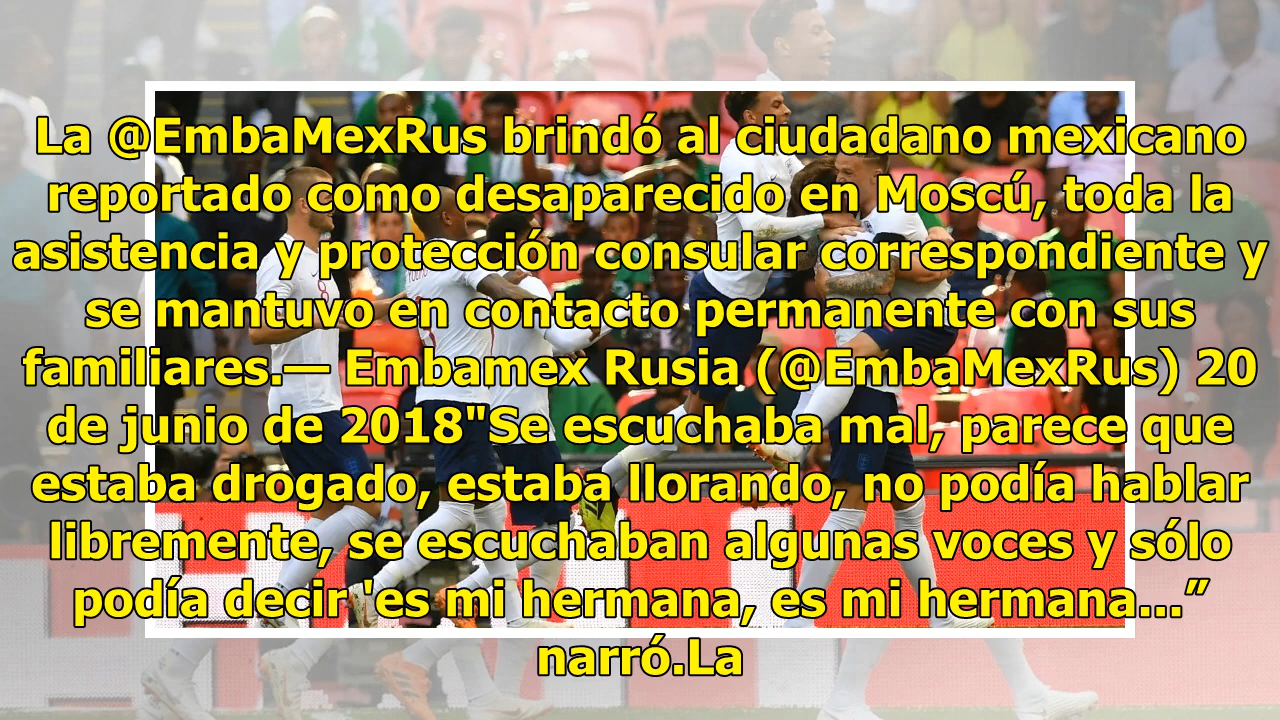 La @EmbaMexRus brindó al ciudadano mexicano
reportado como desaparecido en Moscú, toda la
asistencia y protección consular correspondiente y
se mantuvo en contacto permanente con sus
familiares.— Embamex Rusia (@EmbaMexRus) 20
de junio de 2018"Se escuchaba mal, parece que
estaba drogado, estaba llorando, no podía hablar
libremente, se escuchaban algunas voces y sólo
podía decir 'es mi hermana, es mi hermana...”
narró.La